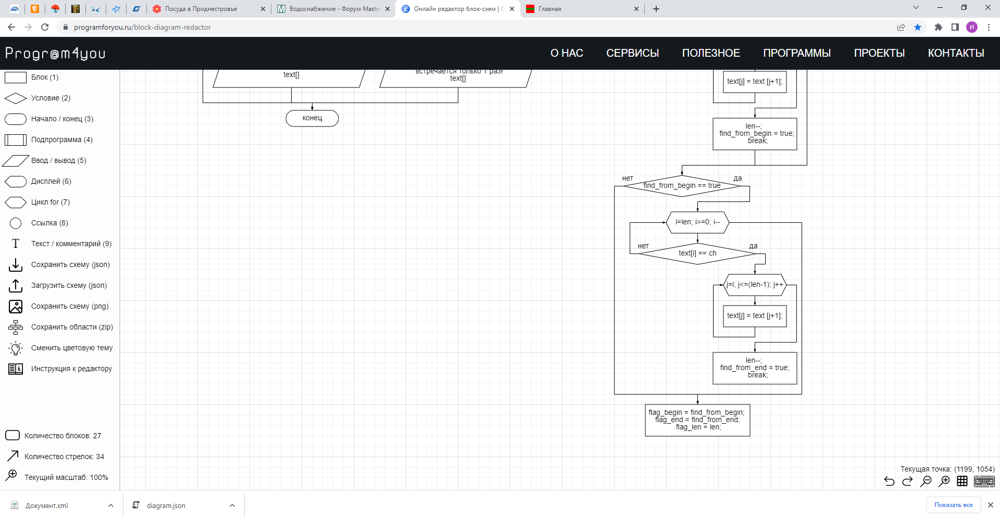 Посуда в Приднестровье
Водоснабжение - Форум Maste
Онлайн редактор блок-схем | С
Главная
programforyou.ru/block-diagram-redactor
И
Progr@m4you
О НАС
СЕРВИСЫ
ПОЛЕЗНОЕ
ПРОГРАММЫ
ПРОЕКТЫ
КОНТАКТЫ
Блок (1)
Условие (2)
Начало / конец (3)
Подпрограмма (4)
Ввод / вывод (5)
Дисплей (6)
Цикл for (7)
Ссылка (8)
Текст / комментарий (9)
Сохранить схему (json)
Загрузить схему (json)
Сохранить схему (png)
Сохранить области (zip)
Сменить цветовую тему
Инструкция к редактору
Количество блоков: 27
Количество стрелок: 34
Текущий масштаб: 100%
text[]
встречается только 1 раз!
text[]
конец
text[j] = text [j+1];
len--;
find_from_begin = true;
break;
нет
да
find_from_begin == true
i=len; i>=0; i--
нет
да
text[i] == ch
j=i; j<=(len-1); j++
text[j] = text [j+1];
len--;
find_from_end = true;
break;
flag_begin = find_from_begin;
flag_end = find_from_end;
flag_len = len;
Текущая точка: (1199, 1054)
Документ.xml
diagram.json
Показать все